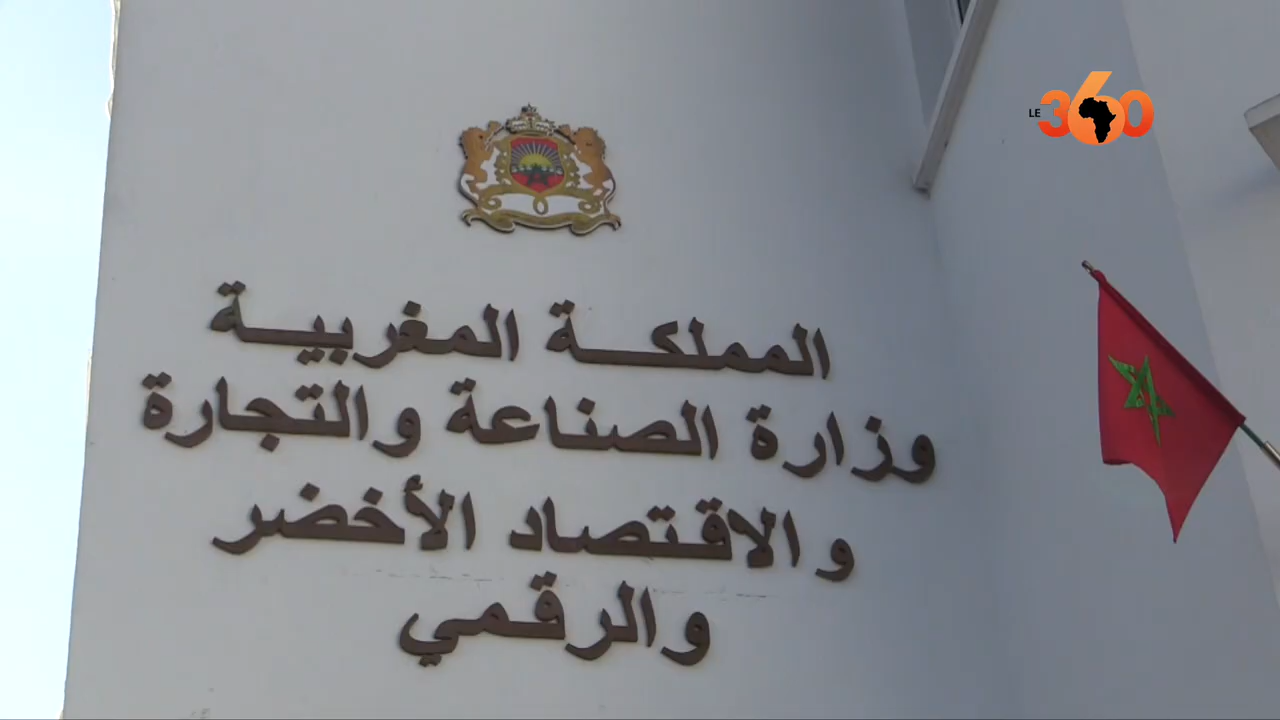 LE 360
المملكة المغربية
وزارة الصناعة والتجارة
والاقتصاد الأخضر
والرقمي